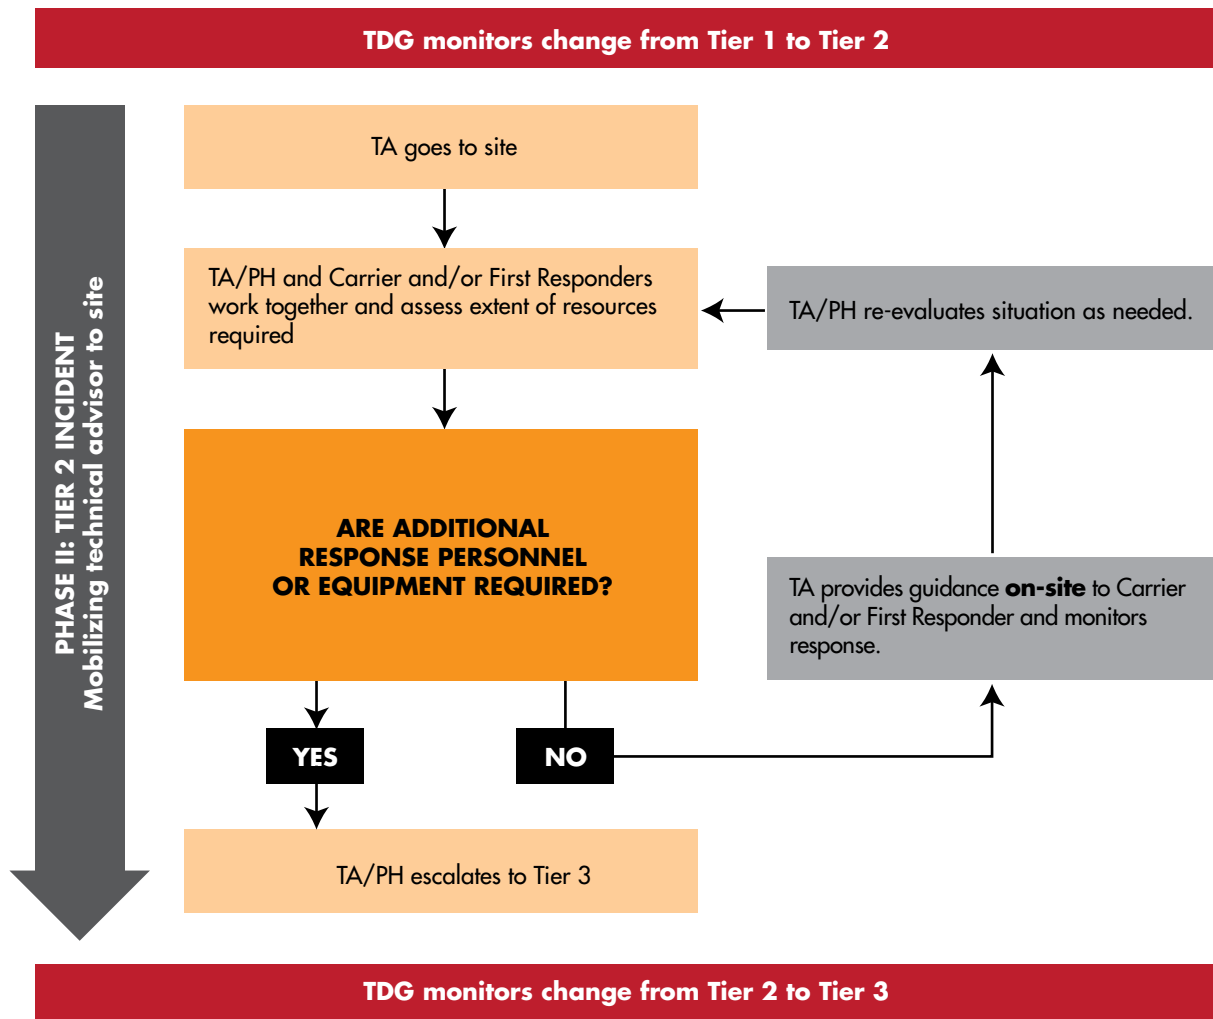 TDG monitors change from Tier 1 to Tier 2
PHASE II: TIER 2 INCIDENT
Mobilizing technical advisor to site
TA goes to site
TA/PH and Carrier and/or First Responders
work together and assess extent of resources
required
TA/PH re-evaluates situation as needed.
ARE ADDITIONAL
RESPONSE PERSONNEL
OR EQUIPMENT REQUIRED?
TA provides guidance on-site to Carrier
and/or First Responder and monitors
response.
YES
NO
TA/PH escalates to Tier 3
TDG monitors change from Tier 2 to Tier 3